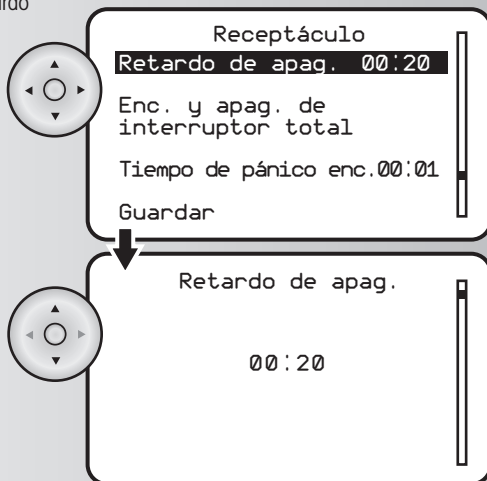 Receptáculo
Retardo de apag. 00:20
Enc. y apag. de
interruptor total
Tiempo de pánico enc.00:01
Guardar
Retardo de apag.
00:20